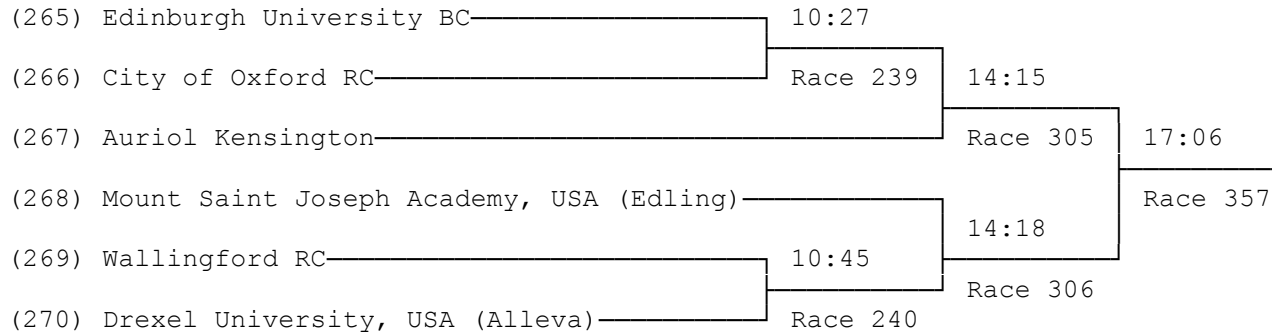 (265) Edinburgh University BC 10:27
(266) City of Oxford RC Race 239 14:15
(267) Auriol Kensington Race 305 17:06
(268) Mount Saint Joseph Academy, USA (Edling) Race 357
14:18
(269) Wallingford RC 10:45
Race 306
(270) Drexel University, USA (Alleva) Race 240